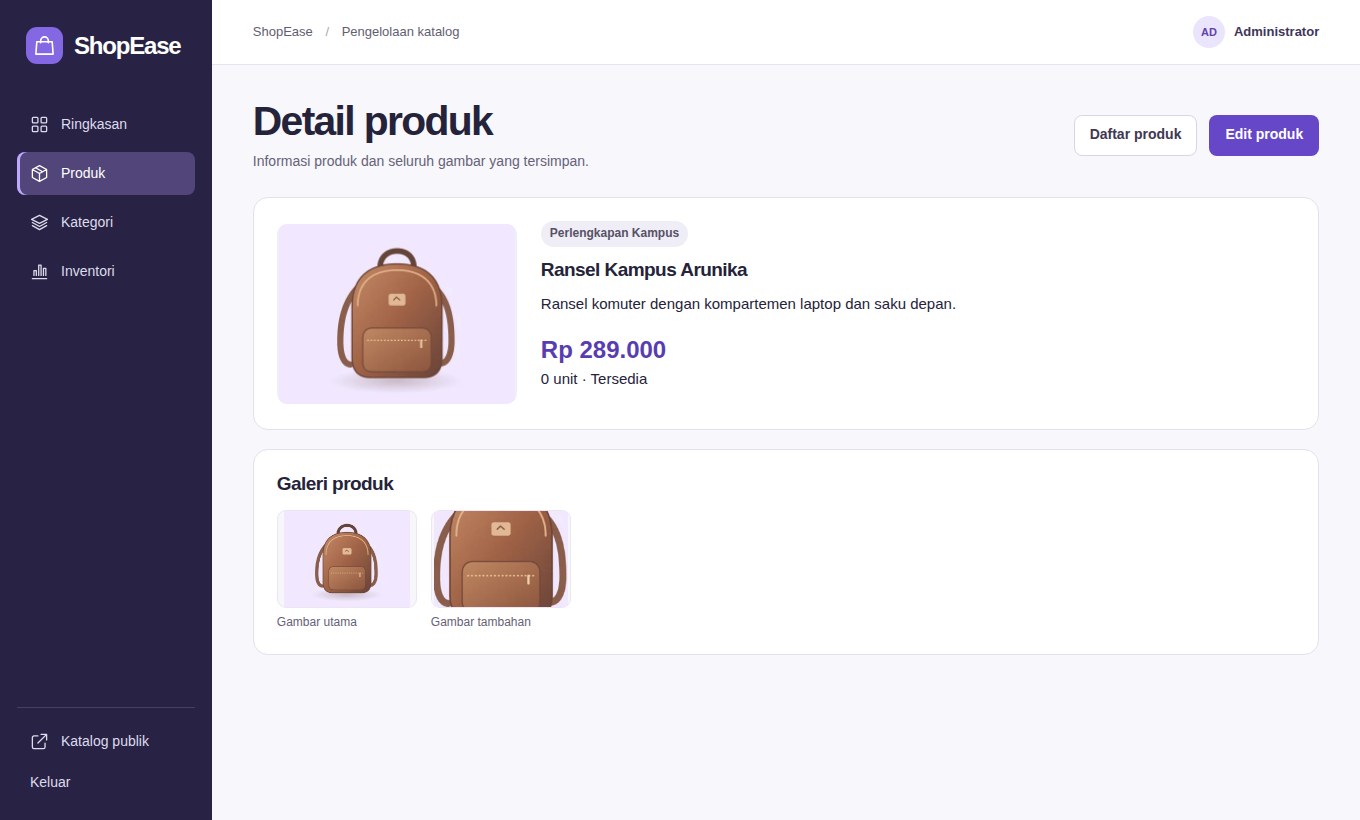 ShopEase
Ringkasan
Produk
Kategori
Inventori
Katalog publik
Keluar
ShopEase / Pengelolaan katalog
AD Administrator
Detail produk
Informasi produk dan seluruh gambar yang tersimpan.
Daftar produk
Edit produk
Perlengkapan Kampus
Ransel Kampus Arunika
Ransel komuter dengan kompartemen laptop dan saku depan.
Rp 289.000
0 unit · Tersedia
Galeri produk
Gambar utama
Gambar tambahan